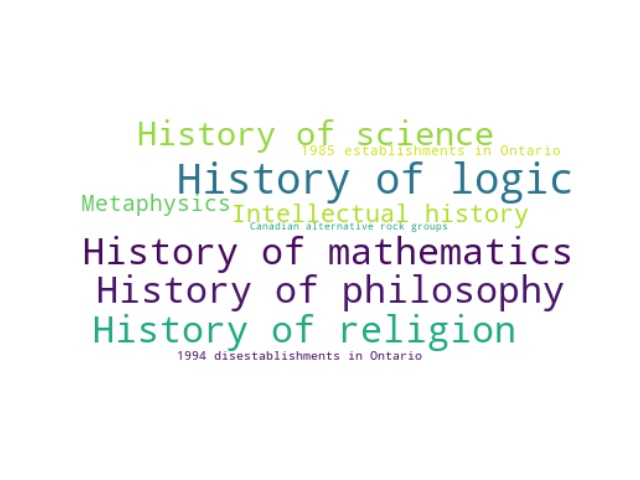 History of science
1985 establishments in Ontario
History of logic
Metaphysics
Intellectual history
Canadian alternative rock groups
History of mathematics
History of philosophy
History of religion
1994 disestablishments in Ontario